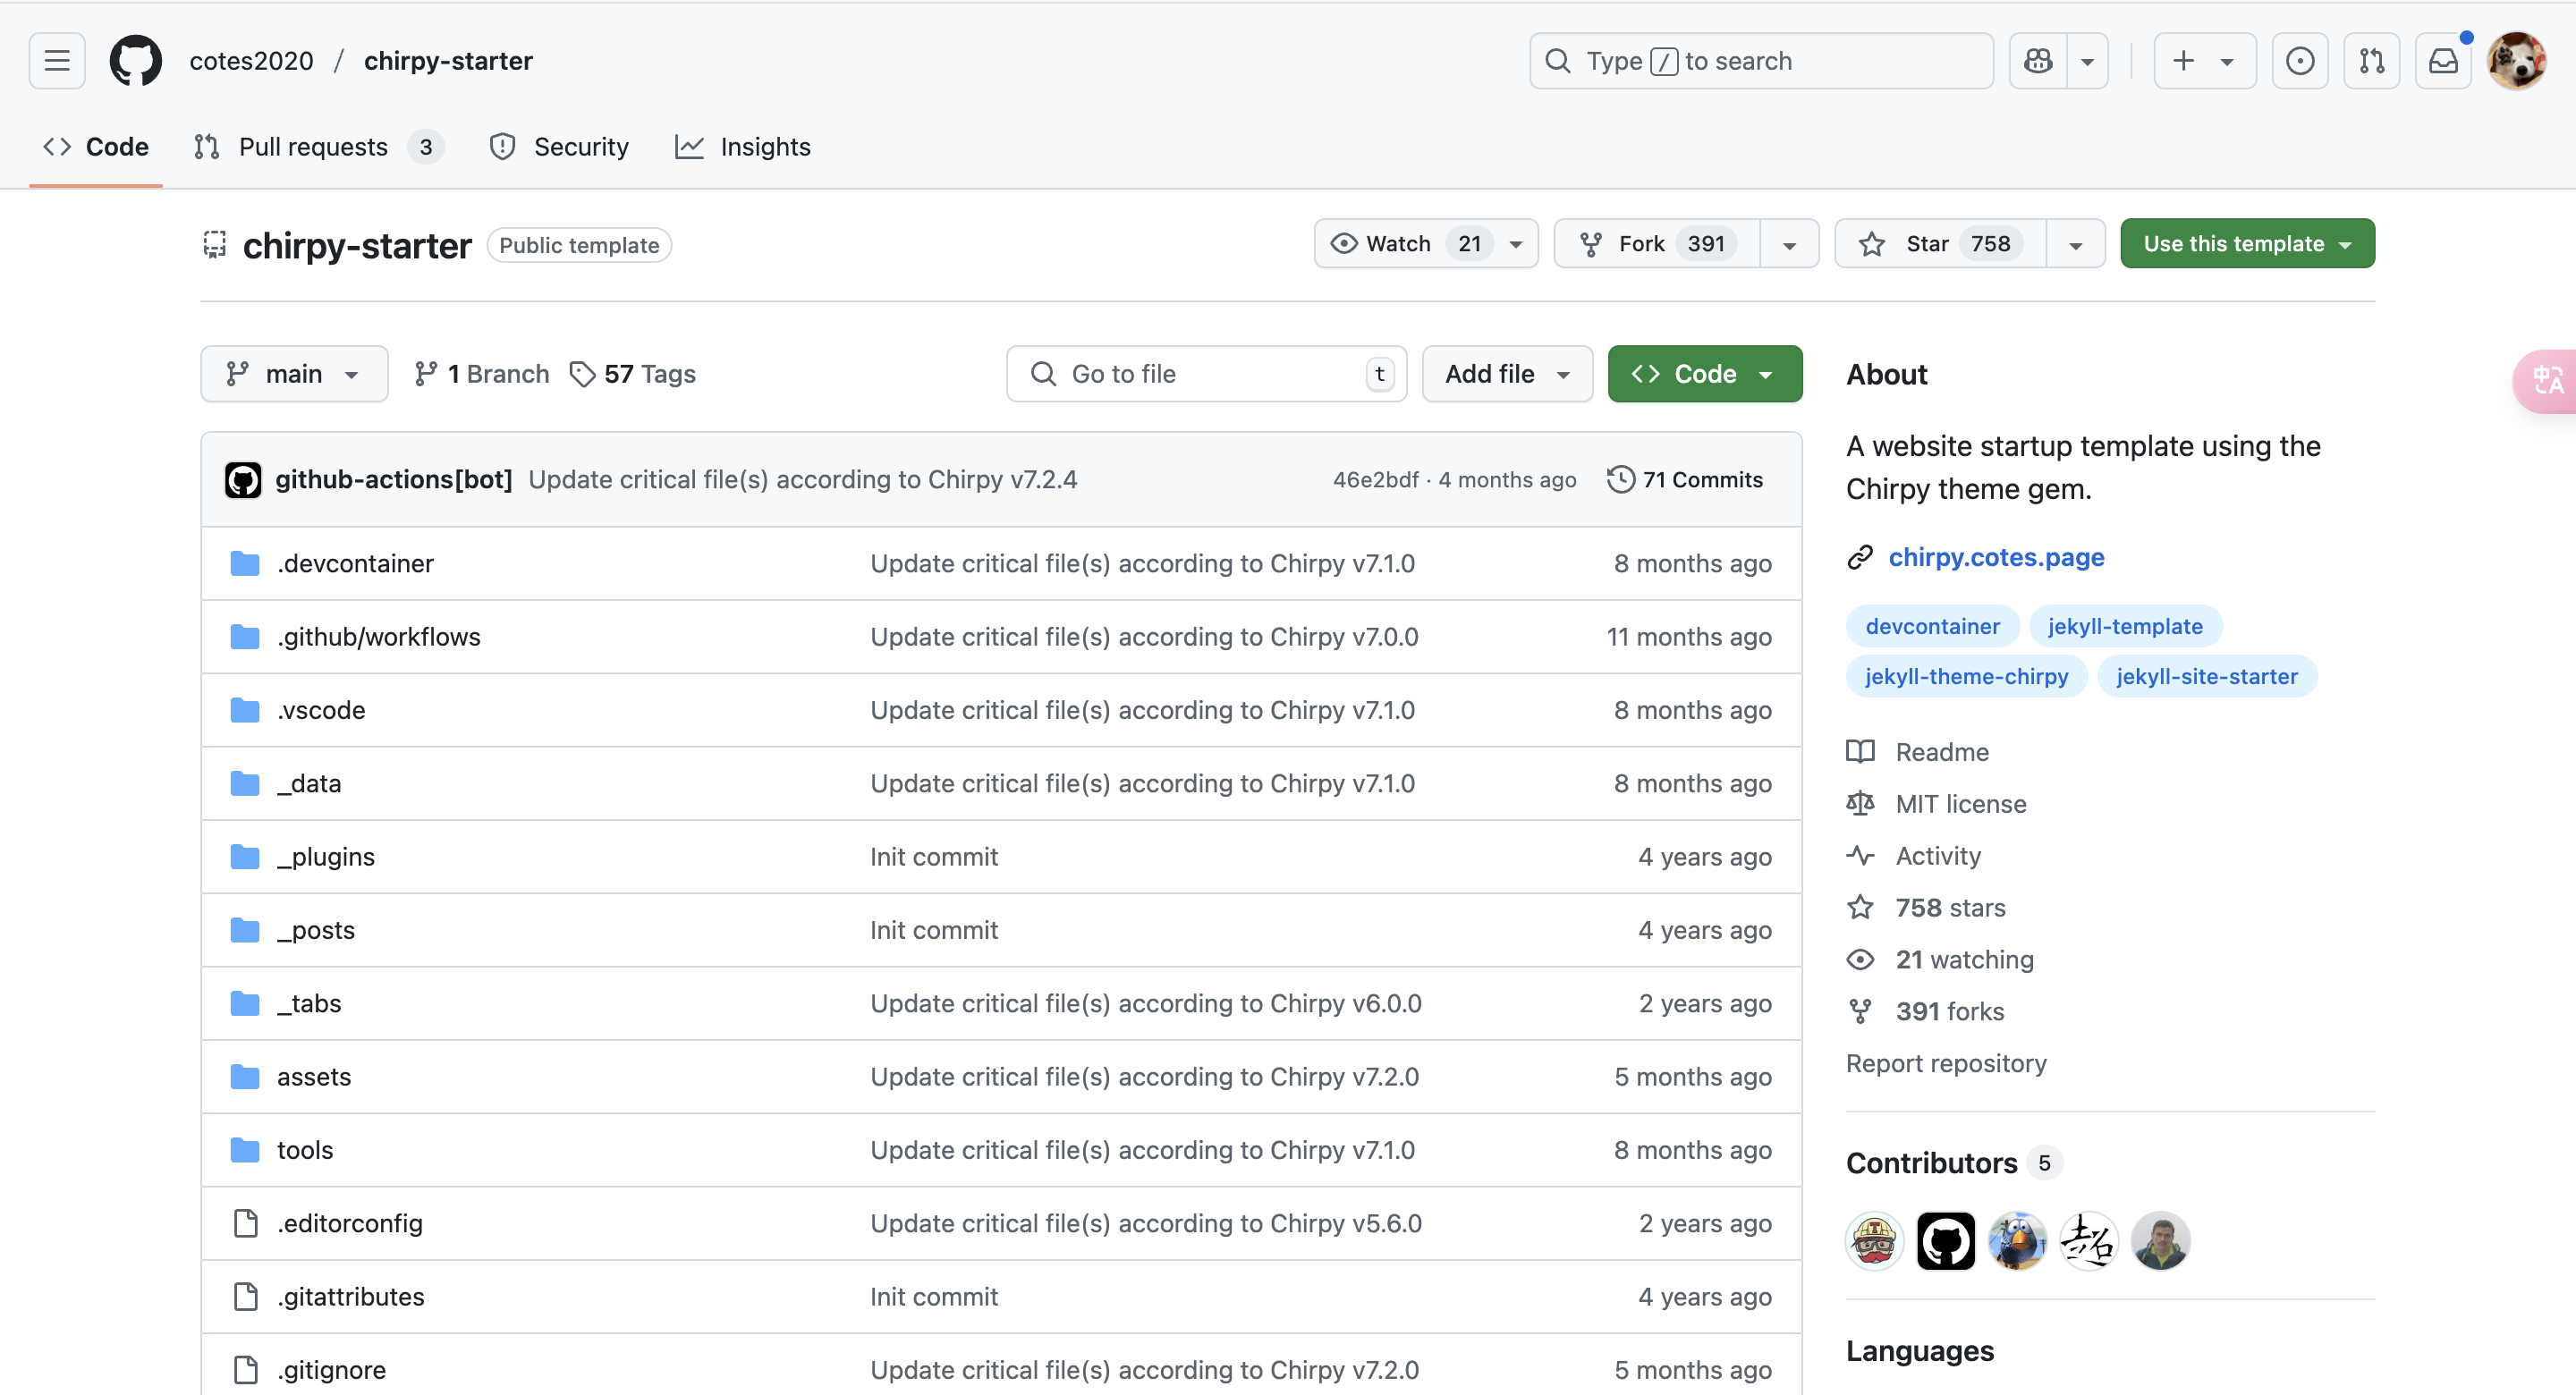 cotes2020 / chirpy-starter
Type / to search
Code
Pull requests 3
Security
Insights
chirpy-starter Public template
Watch 21
Fork 391
Star 758
Use this template
main
1 Branch
57 Tags
Go to file t
Add file
Code
github-actions[bot] Update critical file(s) according to Chirpy v7.2.4 46e2bdf · 4 months ago 71 Commits
.devcontainer Update critical file(s) according to Chirpy v7.1.0 8 months ago
.github/workflows Update critical file(s) according to Chirpy v7.0.0 11 months ago
.vscode Update critical file(s) according to Chirpy v7.1.0 8 months ago
_data Update critical file(s) according to Chirpy v7.1.0 8 months ago
_plugins Init commit 4 years ago
_posts Init commit 4 years ago
_tabs Update critical file(s) according to Chirpy v6.0.0 2 years ago
assets Update critical file(s) according to Chirpy v7.2.0 5 months ago
tools Update critical file(s) according to Chirpy v7.1.0 8 months ago
.editorconfig Update critical file(s) according to Chirpy v5.6.0 2 years ago
.gitattributes Init commit 4 years ago
.gitignore Update critical file(s) according to Chirpy v7.2.0 5 months ago
About
A website startup template using the
Chirpy theme gem.
chirpy.cotes.page
devcontainer jekyll-template
jekyll-theme-chirpy jekyll-site-starter
Readme
MIT license
Activity
758 stars
21 watching
391 forks
Report repository
Contributors 5
Languages
中A